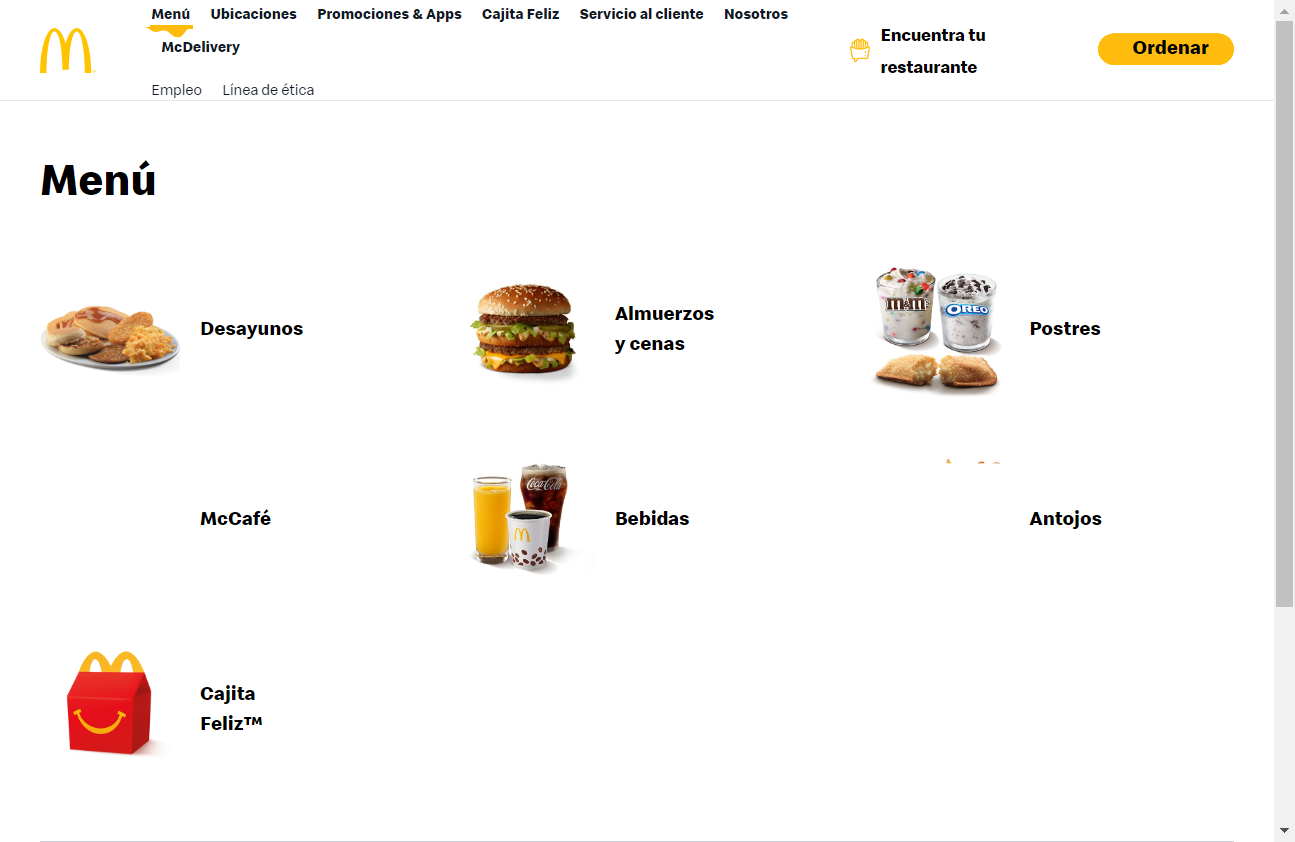 Menú Ubicaciones Promociones & Apps Cajita Feliz Servicio al cliente Nosotros
McDelivery
Encuentra tu
restaurante
Ordenar
Empleo Línea de ética
Menú
Desayunos
Almuerzos
y cenas
m&m's
OREO
Postres
McCafé
Coca-Cola
Bebidas
Antojos
Cajita
Feliz™